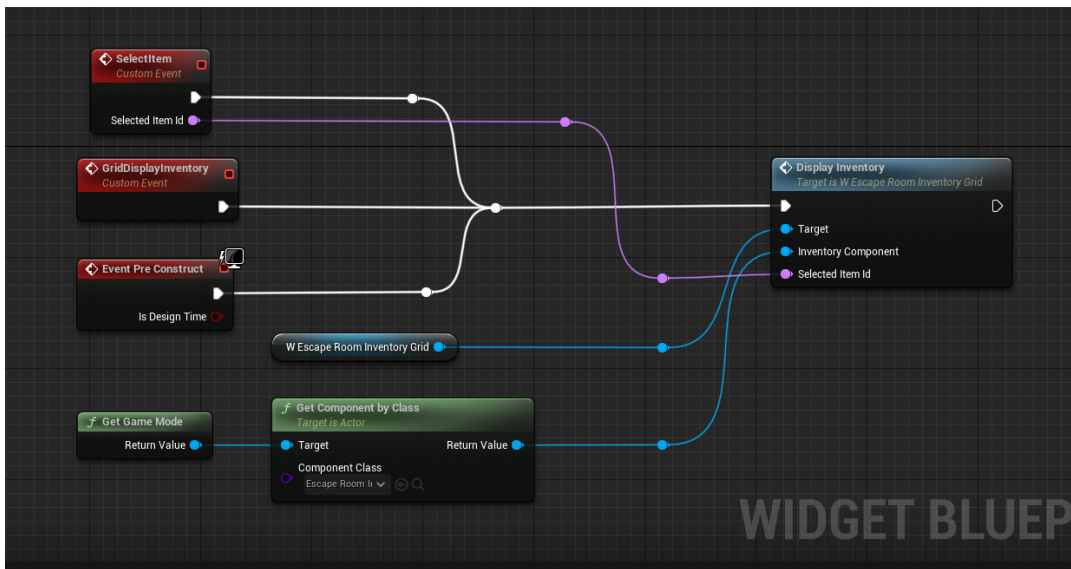 SelectItem
Custom Event
Selected Item Id
GridDisplayInventory
Custom Event
Event Pre Construct
Is Design Time
W Escape Room Inventory Grid
f Get Game Mode
Return Value
f Get Component by Class
Target is Actor
Target
Return Value
Component Class
Escape Room
Display Inventory
Target is W Escape Room Inventory Grid
Target
Inventory Component
Selected Item Id
WIDGET BLUEP